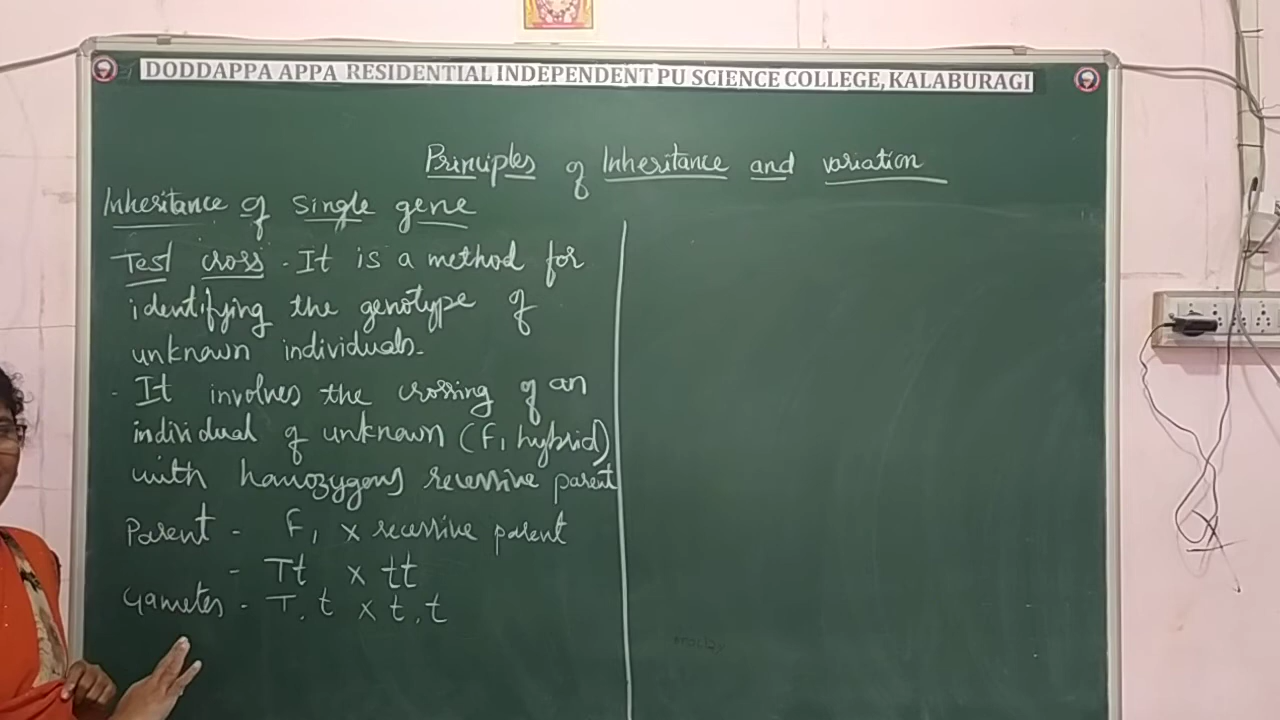 DODDAPPA APPA RESIDENTIAL INDEPENDENT PU SCIENCE COLLEGE, KALABURAGI
Principles of Inheritance and variation
Inheritance of single gene
Test cross - It is a method for
identifying the genotype of
unknown individuals.
- It involves the crossing of an
individual of unknown (F1 hybrid)
with homozygous recessive parent
Parent - F1 x recessive parent
- Tt x tt
Gametes - T, t x t, t